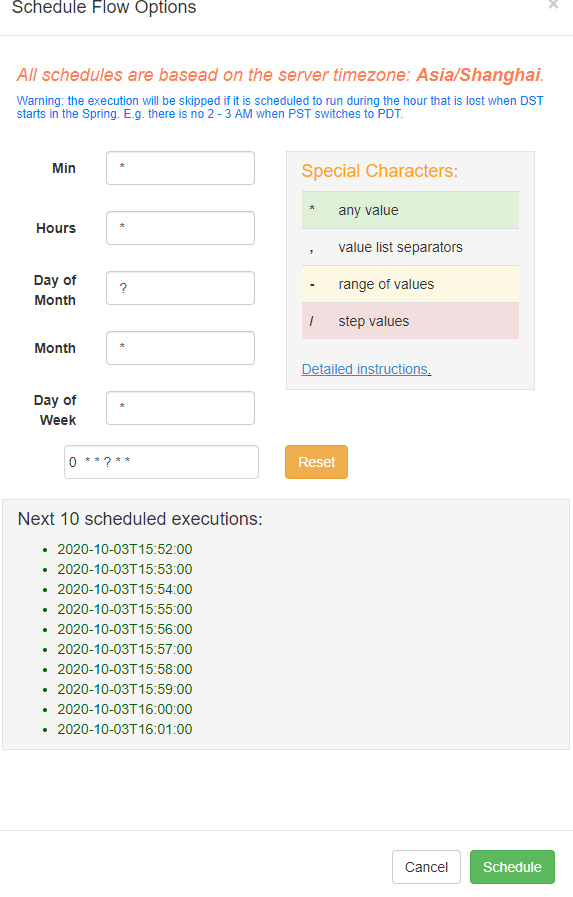 Schedule Flow Options
×
All schedules are basead on the server timezone: Asia/Shanghai.
Warning: the execution will be skipped if it is scheduled to run during the hour that is lost when DST
starts in the Spring. E.g. there is no 2 - 3 AM when PST switches to PDT.
Min
*
Hours
*
Day of
Month
?
Month
*
Day of
Week
*
0 * * ? * *
Reset
Special Characters:
* any value
, value list separators
- range of values
/ step values
Detailed instructions.
Next 10 scheduled executions:
• 2020-10-03T15:52:00
• 2020-10-03T15:53:00
• 2020-10-03T15:54:00
• 2020-10-03T15:55:00
• 2020-10-03T15:56:00
• 2020-10-03T15:57:00
• 2020-10-03T15:58:00
• 2020-10-03T15:59:00
• 2020-10-03T16:00:00
• 2020-10-03T16:01:00
Cancel
Schedule